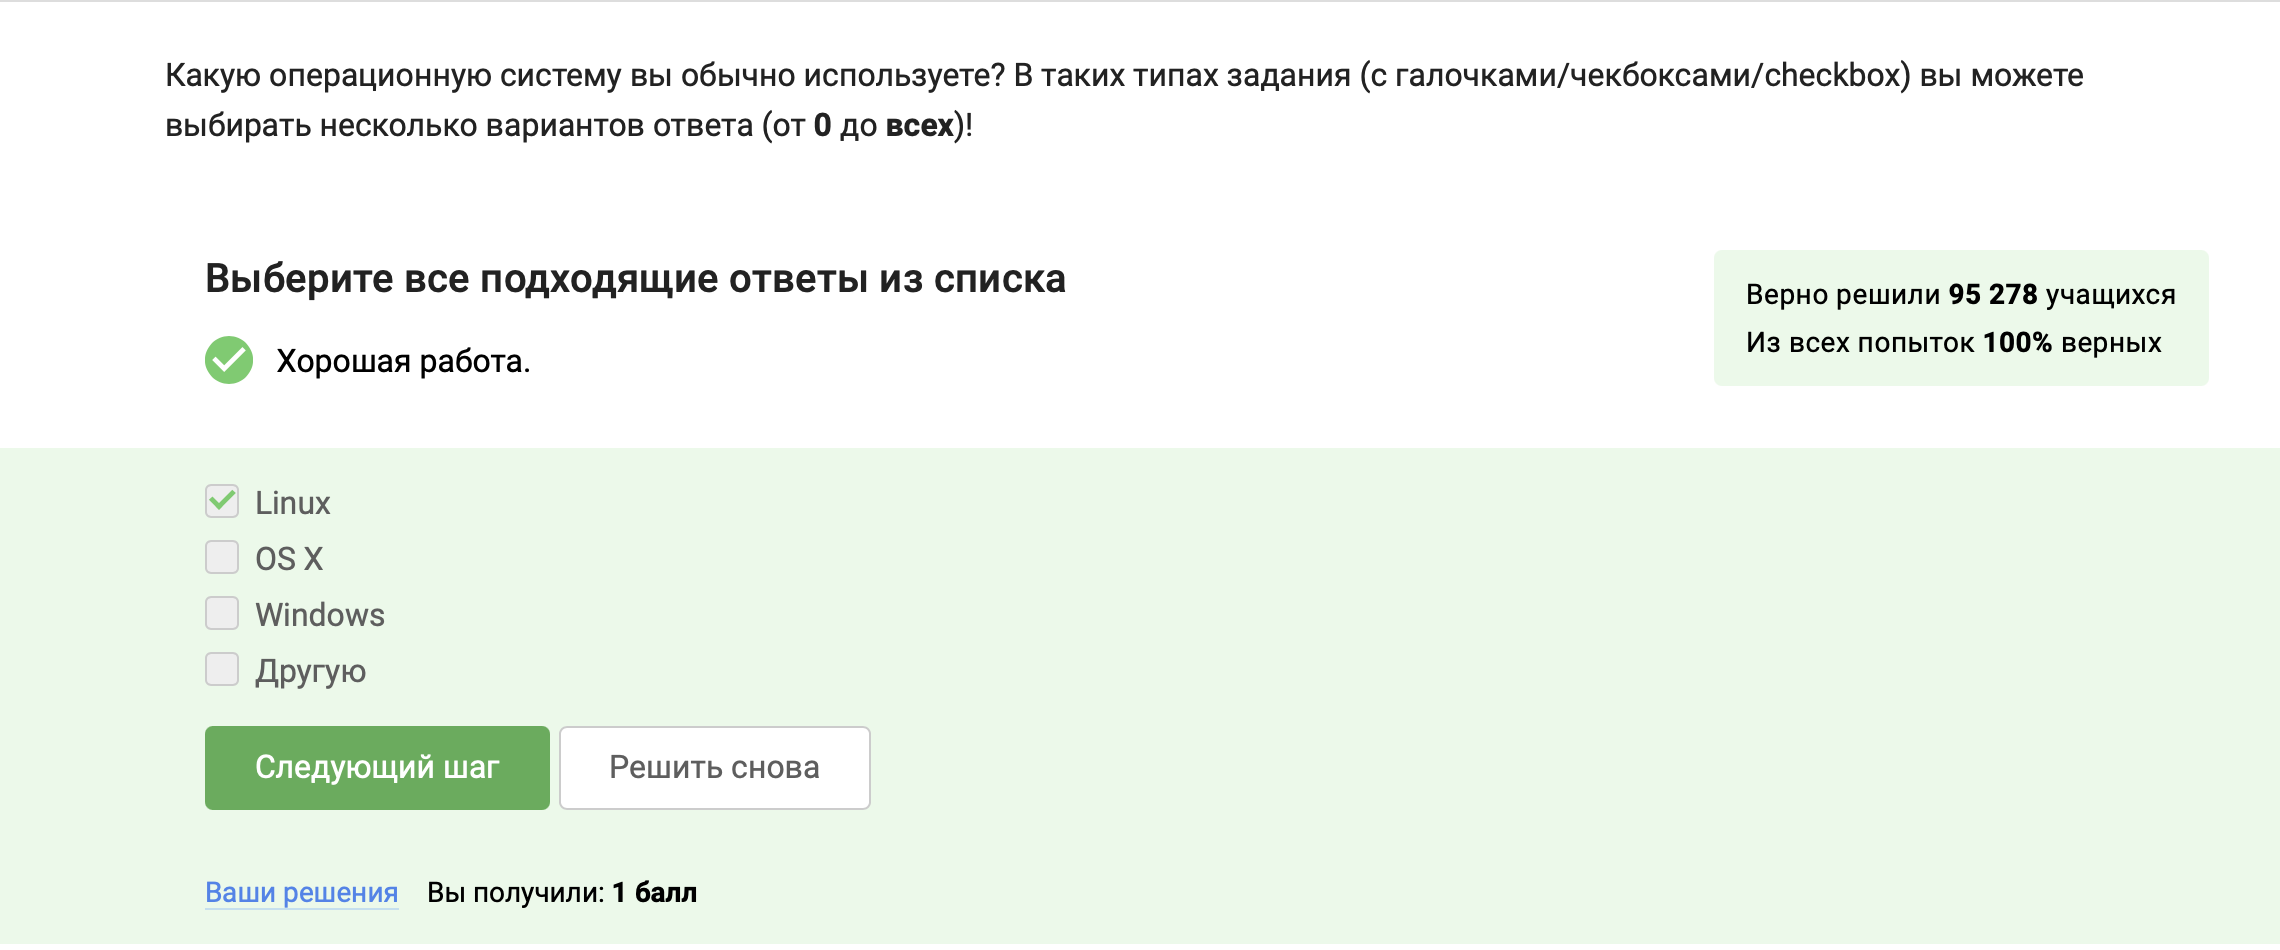 Какую операционную систему вы обычно используете? В таких типах задания (с галочками/чекбоксами/checkbox) вы можете
выбирать несколько вариантов ответа (от 0 до всех)!
Выберите все подходящие ответы из списка
Хорошая работа.
Верно решили 95 278 учащихся
Из всех попыток 100% верных
Linux
OS X
Windows
Другую
Следующий шаг
Решить снова
Ваши решения Вы получили: 1 балл